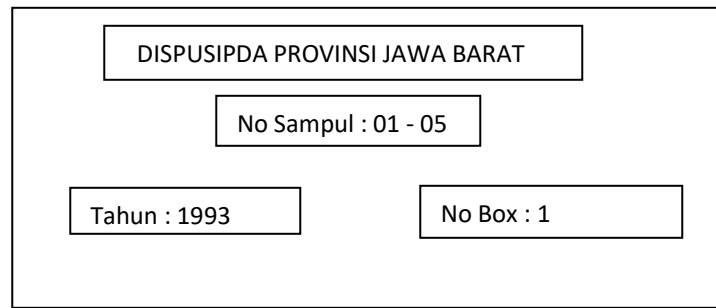 DISPUSIPDA PROVINSI JAWA BARAT
No Sampul : 01 - 05
Tahun : 1993
No Box : 1